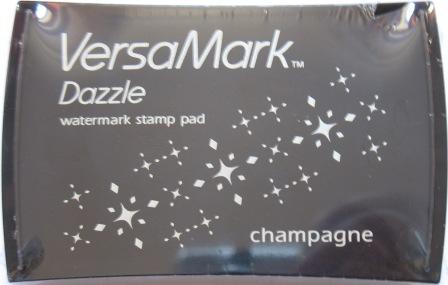 VersaMark™
Dazzle
watermark stamp pad
champagne